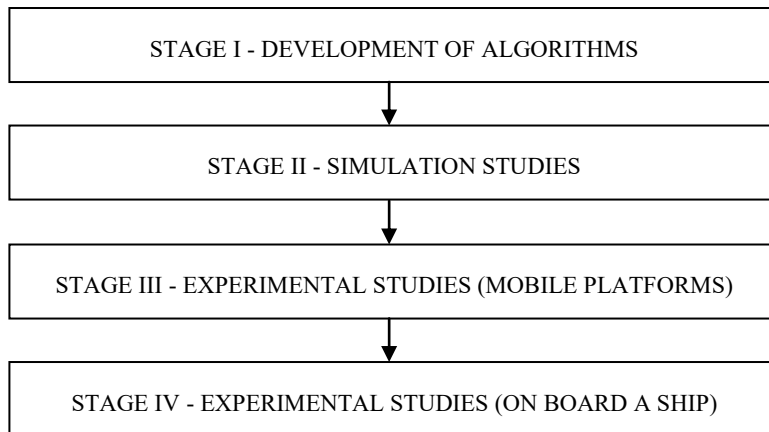 STAGE I - DEVELOPMENT OF ALGORITHMS
STAGE II - SIMULATION STUDIES
STAGE III - EXPERIMENTAL STUDIES (MOBILE PLATFORMS)
STAGE IV - EXPERIMENTAL STUDIES (ON BOARD A SHIP)